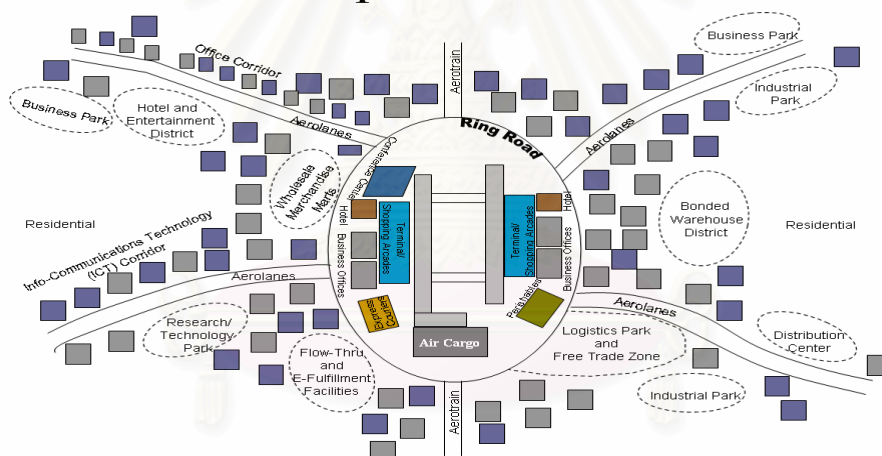 Office Corridor
Aerotrain
Business Park
Business Park
Hotel and
Entertainment
District
Aerolanes
Ring Road
Aerolanes
Industrial
Park
Conference Center
Wholesale
Merchandise
Marts
Hotel
Terminal/
Shopping Arcades
Business Offices
Terminal/
Shopping Arcades
Hotel
Business Offices
Bonded
Warehouse
District
Residential
Residential
Info-Communications Technology
(ICT) Corridor
Aerolanes
Express
Couriers
Perishables
Aerolanes
Research/
Technology
Park
Air Cargo
Logistics Park
and
Free Trade Zone
Distribution
Center
Flow-Thru
and
E-Fulfillment
Facilities
Aerotrain
Industrial Park